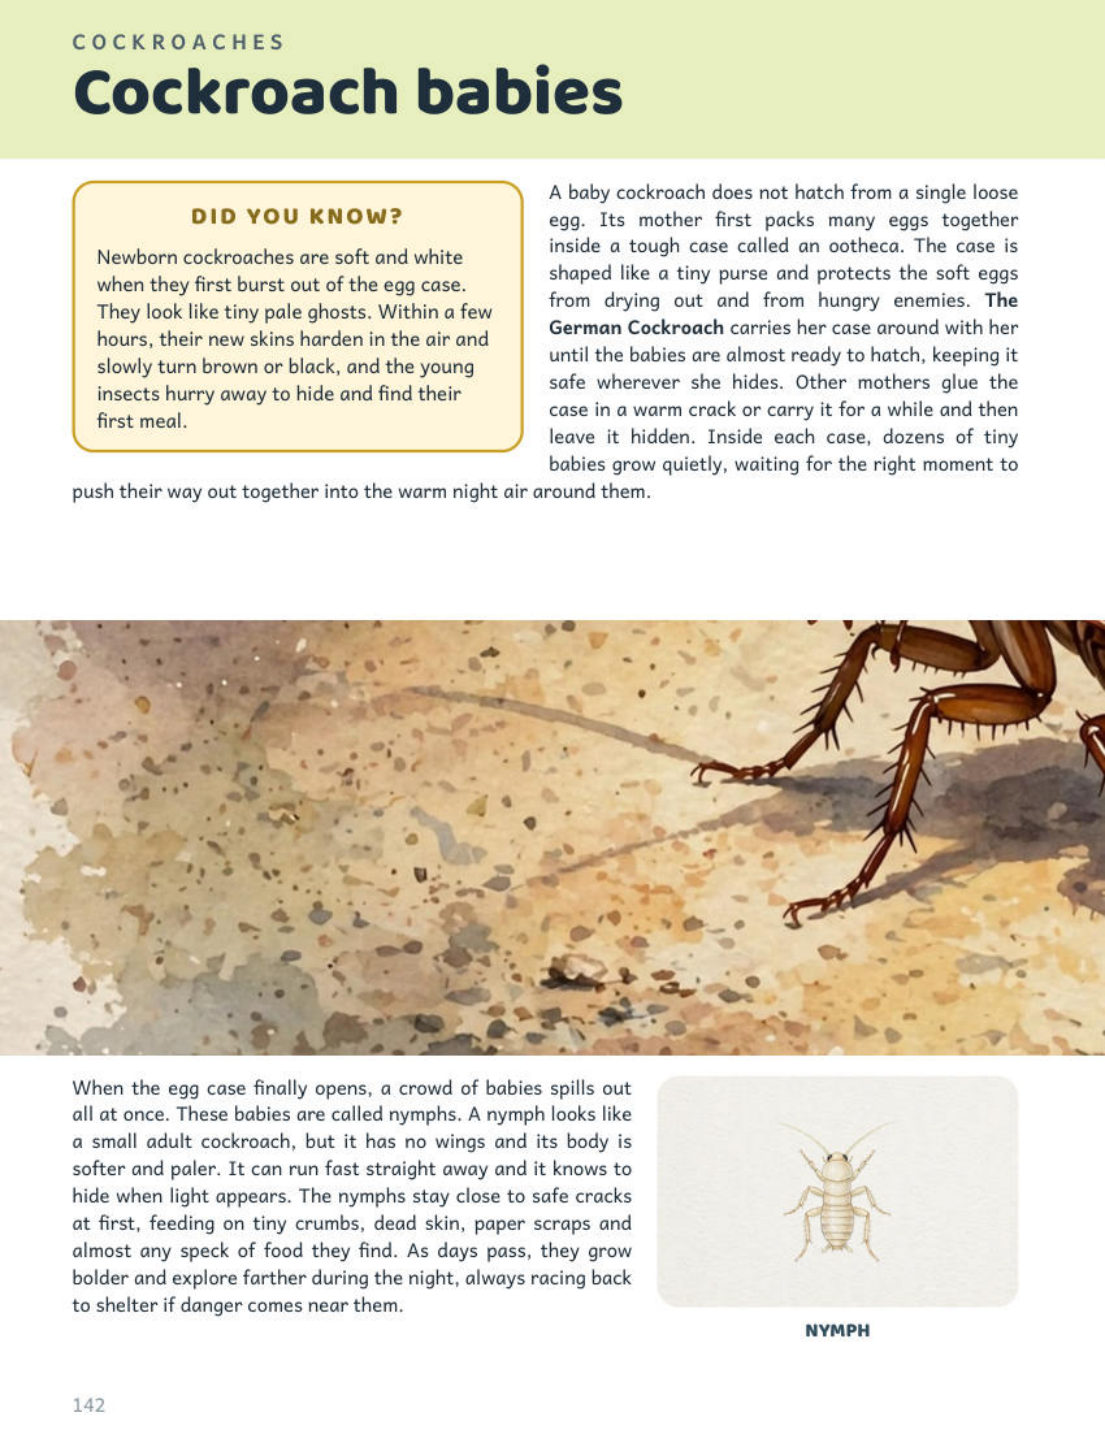 COCKROACHES
Cockroach babies
DID YOU KNOW?
Newborn cockroaches are soft and white
when they first burst out of the egg case.
They look like tiny pale ghosts. Within a few
hours, their new skins harden in the air and
slowly turn brown or black, and the young
insects hurry away to hide and find their
first meal.
A baby cockroach does not hatch from a single loose
egg. Its mother first packs many eggs together
inside a tough case called an ootheca. The case is
shaped like a tiny purse and protects the soft eggs
from drying out and from hungry enemies. The
German Cockroach carries her case around with her
until the babies are almost ready to hatch, keeping it
safe wherever she hides. Other mothers glue the
case in a warm crack or carry it for a while and then
leave it hidden. Inside each case, dozens of tiny
babies grow quietly, waiting for the right moment to
push their way out together into the warm night air around them.
When the egg case finally opens, a crowd of babies spills out
all at once. These babies are called nymphs. A nymph looks like
a small adult cockroach, but it has no wings and its body is
softer and paler. It can run fast straight away and it knows to
hide when light appears. The nymphs stay close to safe cracks
at first, feeding on tiny crumbs, dead skin, paper scraps and
almost any speck of food they find. As days pass, they grow
bolder and explore farther during the night, always racing back
to shelter if danger comes near them.
NYMPH
142